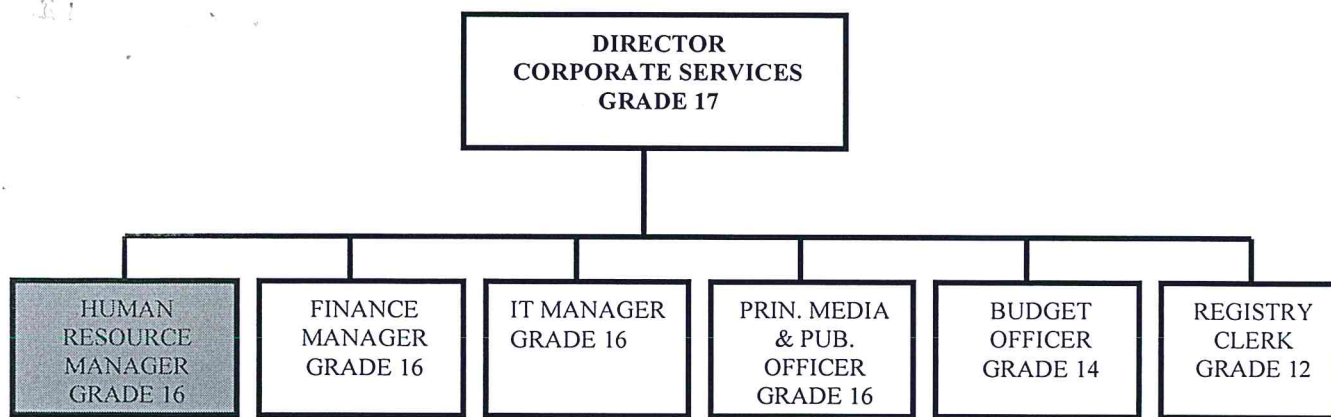 DIRECTOR
CORPORATE SERVICES
GRADE 17
HUMAN
RESOURCE
MANAGER
GRADE 16
FINANCE
MANAGER
GRADE 16
IT MANAGER
GRADE 16
PRIN. MEDIA
& PUB.
OFFICER
GRADE 16
BUDGET
OFFICER
GRADE 14
REGISTRY
CLERK
GRADE 12